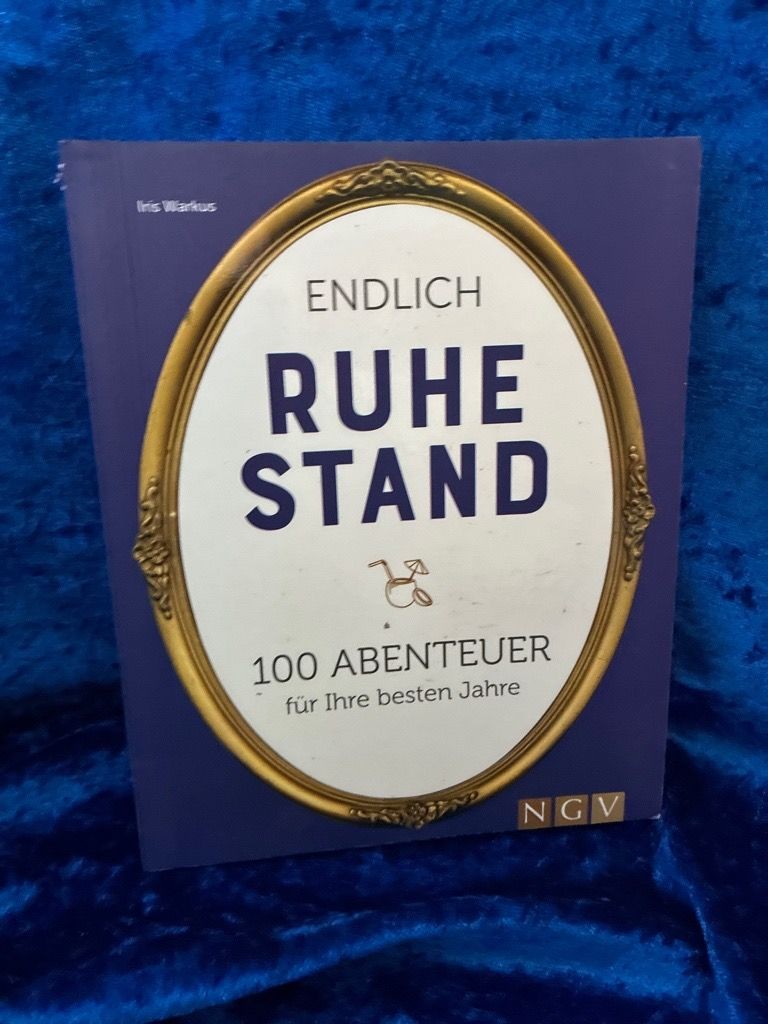 Iris Warkus
ENDLICH
RUHE
STAND
100 ABENTEUER
für Ihre besten Jahre
NGV